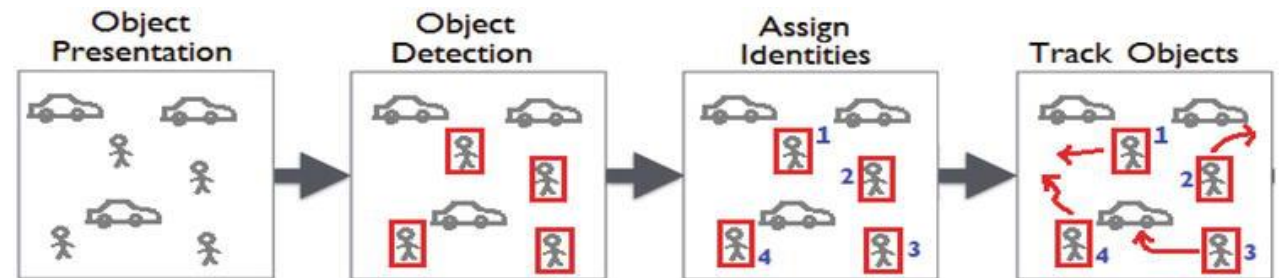 Object
Presentation
Object
Detection
Assign
Identities
Track Objects
1
2
3
4
1
2
3
4